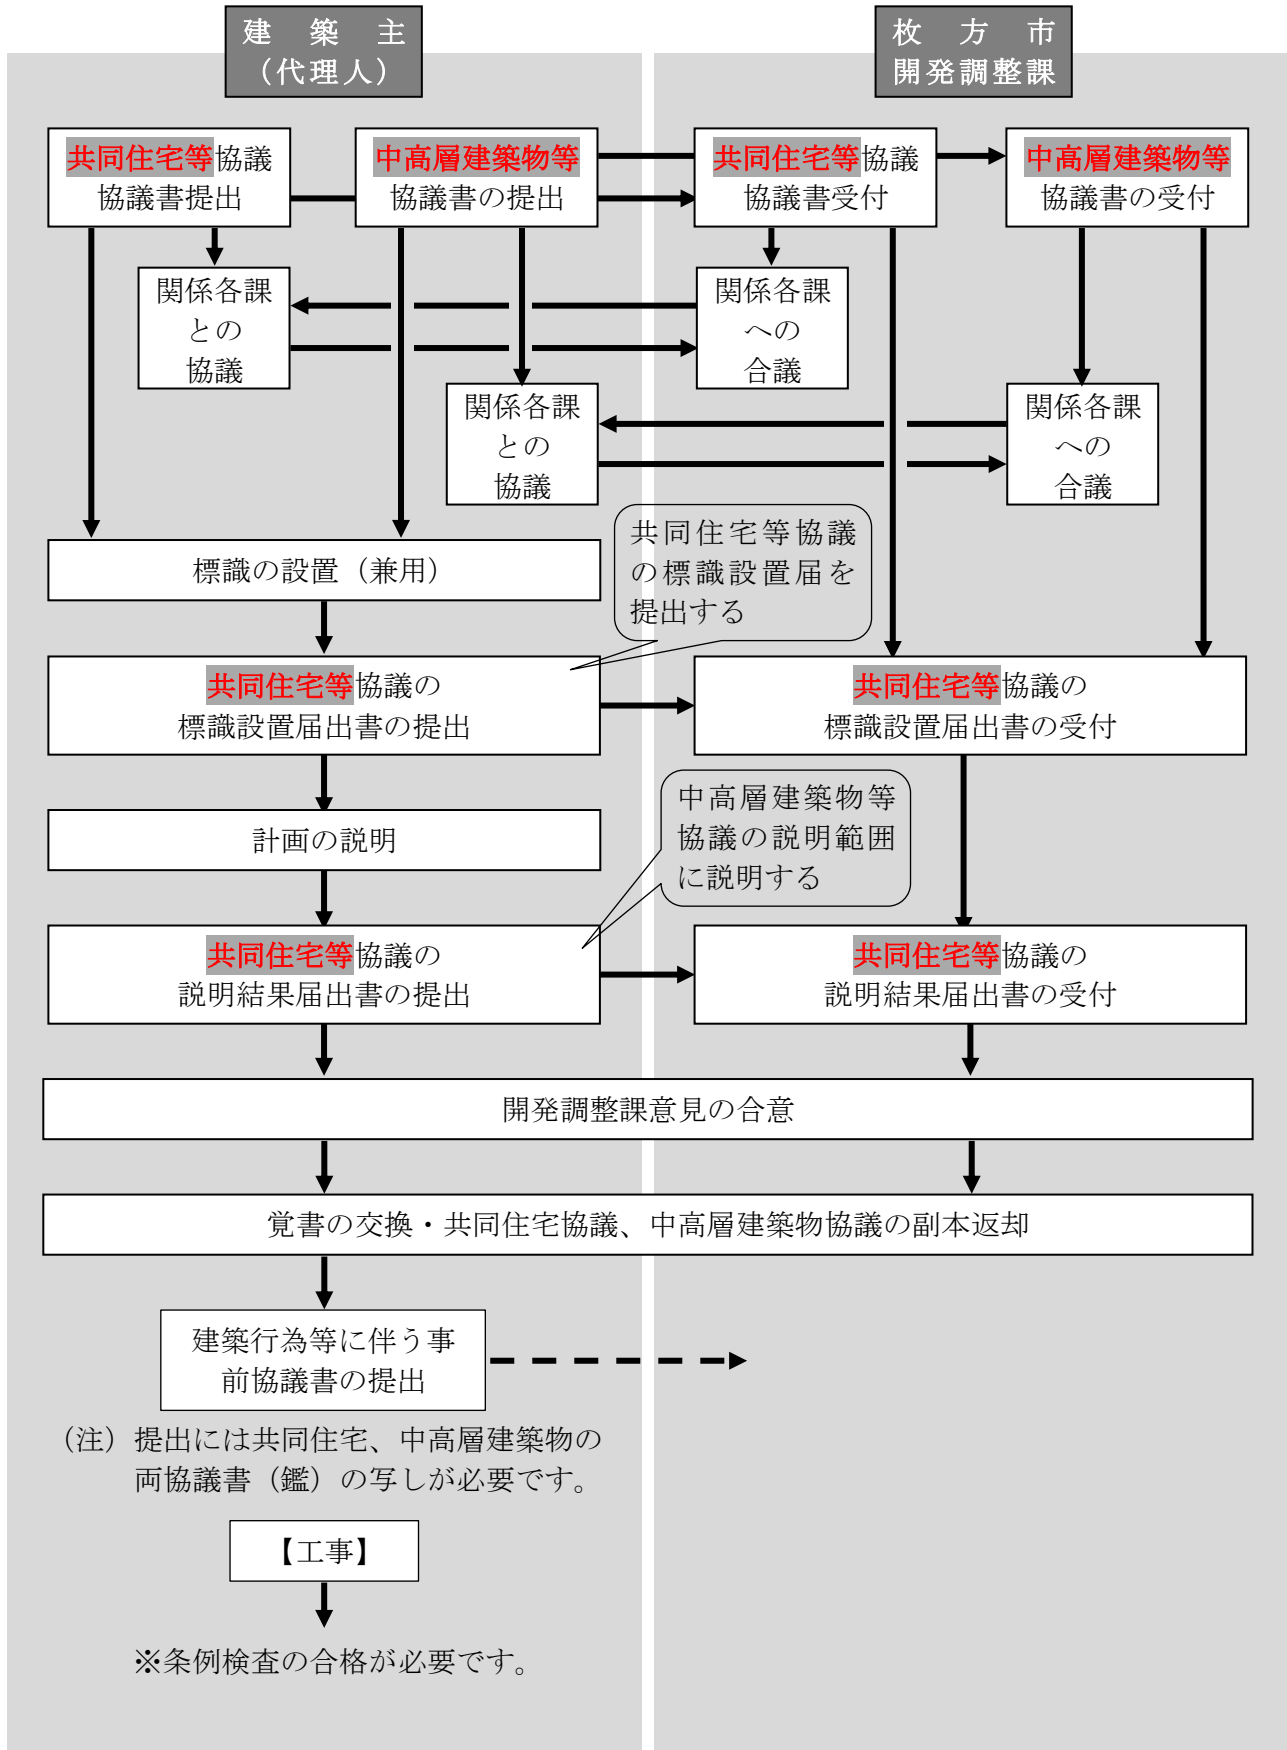 建築主
（代理人）
枚方市
開発調整課
共同住宅等協議
協議書提出
中高層建築物等
協議書の提出
共同住宅等協議
協議書受付
中高層建築物等
協議書の受付
関係各課
との
協議
関係各課
への
合議
関係各課
との
協議
関係各課
への
合議
標識の設置（兼用）
共同住宅等協議
の標識設置届を
提出する
共同住宅等協議の
標識設置届出書の提出
共同住宅等協議の
標識設置届出書の受付
計画の説明
中高層建築物等
協議の説明範囲
に説明する
共同住宅等協議の
説明結果届出書の提出
共同住宅等協議の
説明結果届出書の受付
開発調整課意見の合意
覚書の交換・共同住宅協議、中高層建築物協議の副本返却
建築行為等に伴う事
前協議書の提出
（注）提出には共同住宅、中高層建築物の
両協議書（鑑）の写しが必要です。
【工事】
※条例検査の合格が必要です。